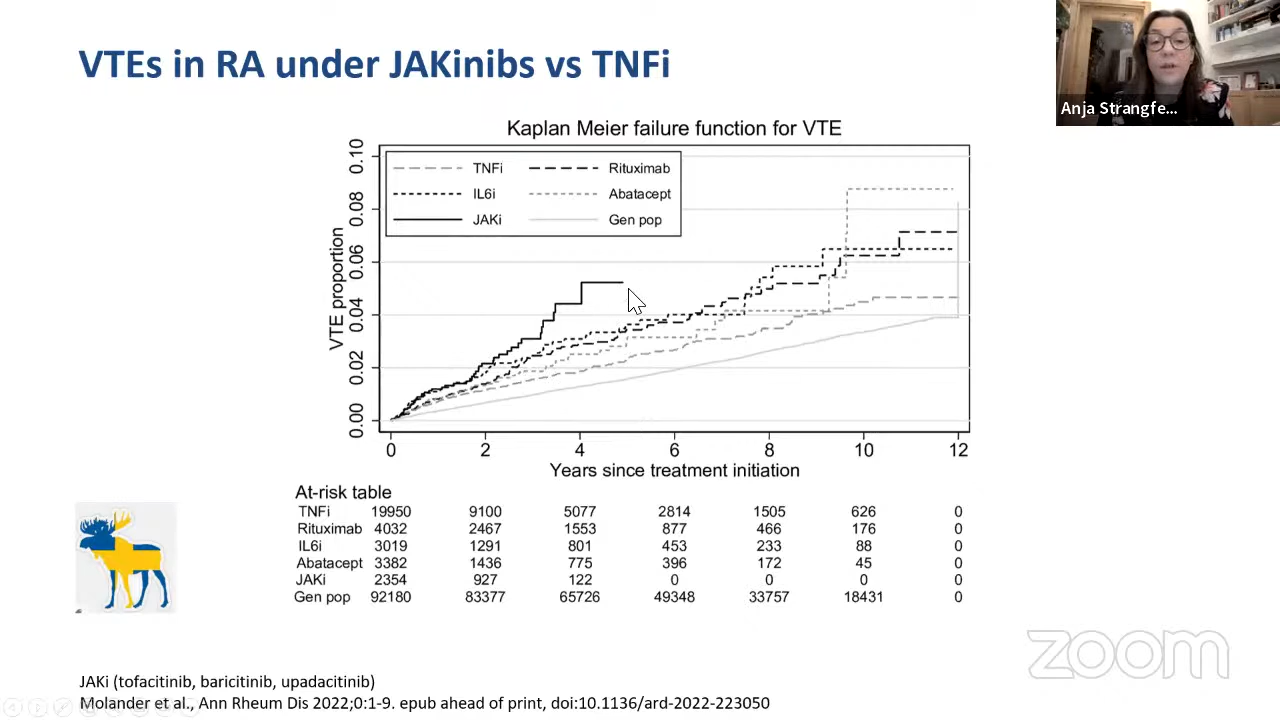 VTEs in RA under JAKinibs vs TNFi
Anja Strangfe...
Kaplan Meier failure function for VTE
TNFi Rituximab
IL6i Abatacept
JAKi Gen pop
VTE proportion
0.10
0.08
0.06
0.04
0.02
0.00
0 2 4 6 8 10 12
Years since treatment initiation
At-risk table
TNFi 19950 9100 5077 2814 1505 626 0
Rituximab 4032 2467 1553 877 466 176 0
IL6i 3019 1291 801 453 233 88 0
Abatacept 3382 1436 775 396 172 45 0
JAKi 2354 927 122 0 0 0 0
Gen pop 92180 83377 65726 49348 33757 18431 0
zoom
JAKi (tofacitinib, baricitinib, upadacitinib)
Molander et al., Ann Rheum Dis 2022;0:1-9. epub ahead of print, doi:10.1136/ard-2022-223050